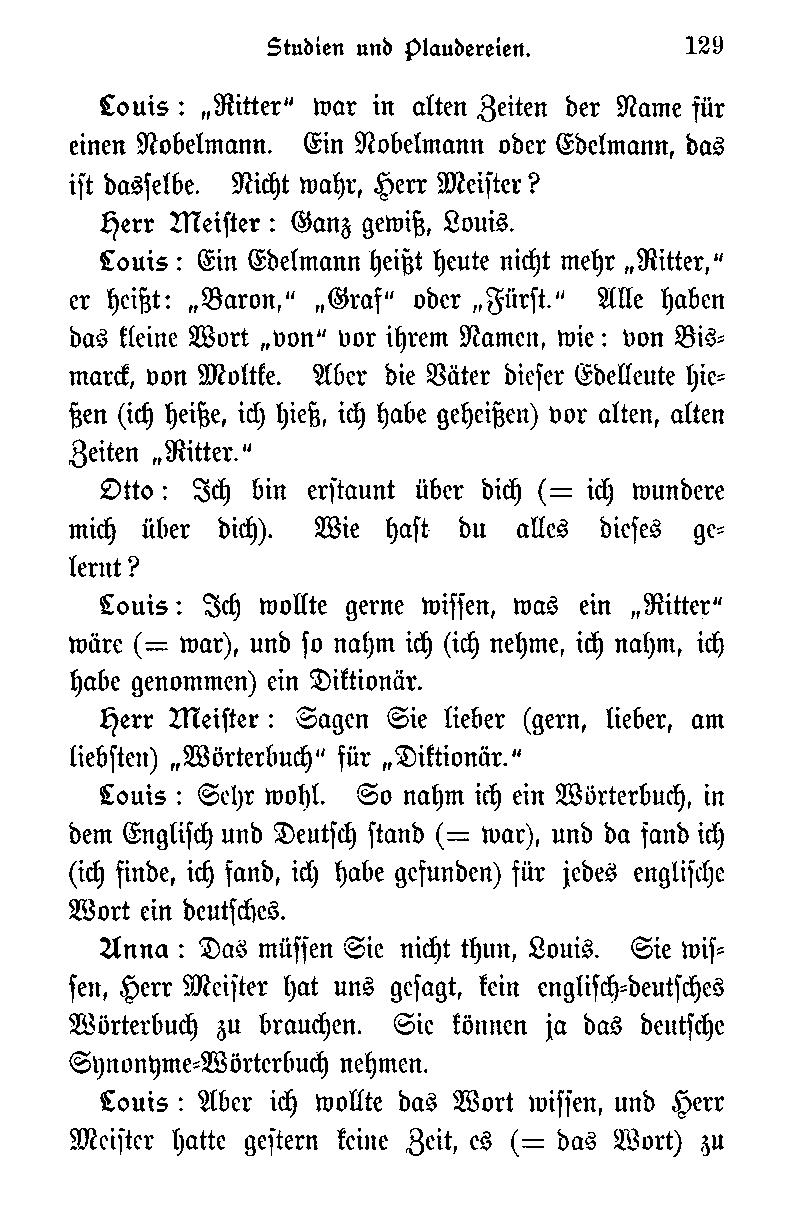 Studien und Plaudereien. 129
Louis: „Ritter“ war in alten Zeiten der Name für
einen Nobelmann. Ein Nobelmann oder Edelmann, das
ist dasselbe. Nicht wahr, Herr Meister?
Herr Meister: Ganz gewiß, Louis.
Louis: Ein Edelmann heißt heute nicht mehr „Ritter,“
er heißt: „Baron,“ „Graf“ oder „Fürst.“ Alle haben
das kleine Wort „von“ vor ihrem Namen, wie: von Bis-
marck, von Moltke. Aber die Väter dieser Edelleute hie-
ßen (ich heiße, ich hieß, ich habe geheißen) vor alten, alten
Zeiten „Ritter.“
Otto: Ich bin erstaunt über dich (= ich wundere
mich über dich). Wie hast du alles dieses ge-
lernt?
Louis: Ich wollte gerne wissen, was ein „Ritter“
wäre (= war), und so nahm ich (ich nehme, ich nahm, ich
habe genommen) ein Diktionär.
Herr Meister: Sagen Sie lieber (gern, lieber, am
liebsten) „Wörterbuch“ für „Diktionär.“
Louis: Sehr wohl. So nahm ich ein Wörterbuch, in
dem Englisch und Deutsch stand (= war), und da fand ich
(ich finde, ich fand, ich habe gefunden) für jedes englische
Wort ein deutsches.
Anna: Das müssen Sie nicht thun, Louis. Sie wis-
sen, Herr Meister hat uns gesagt, kein englisch-deutsches
Wörterbuch zu brauchen. Sie können ja das deutsche
Synonyme-Wörterbuch nehmen.
Louis: Aber ich wollte das Wort wissen, und Herr
Meister hatte gestern keine Zeit, es (= das Wort) zu